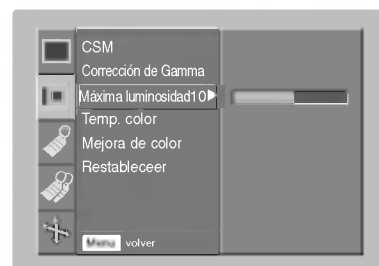 CSM
Corrección de Gamma
Máxima luminosidad10
Temp. color
Mejora de color
Restableceer
Menu volver